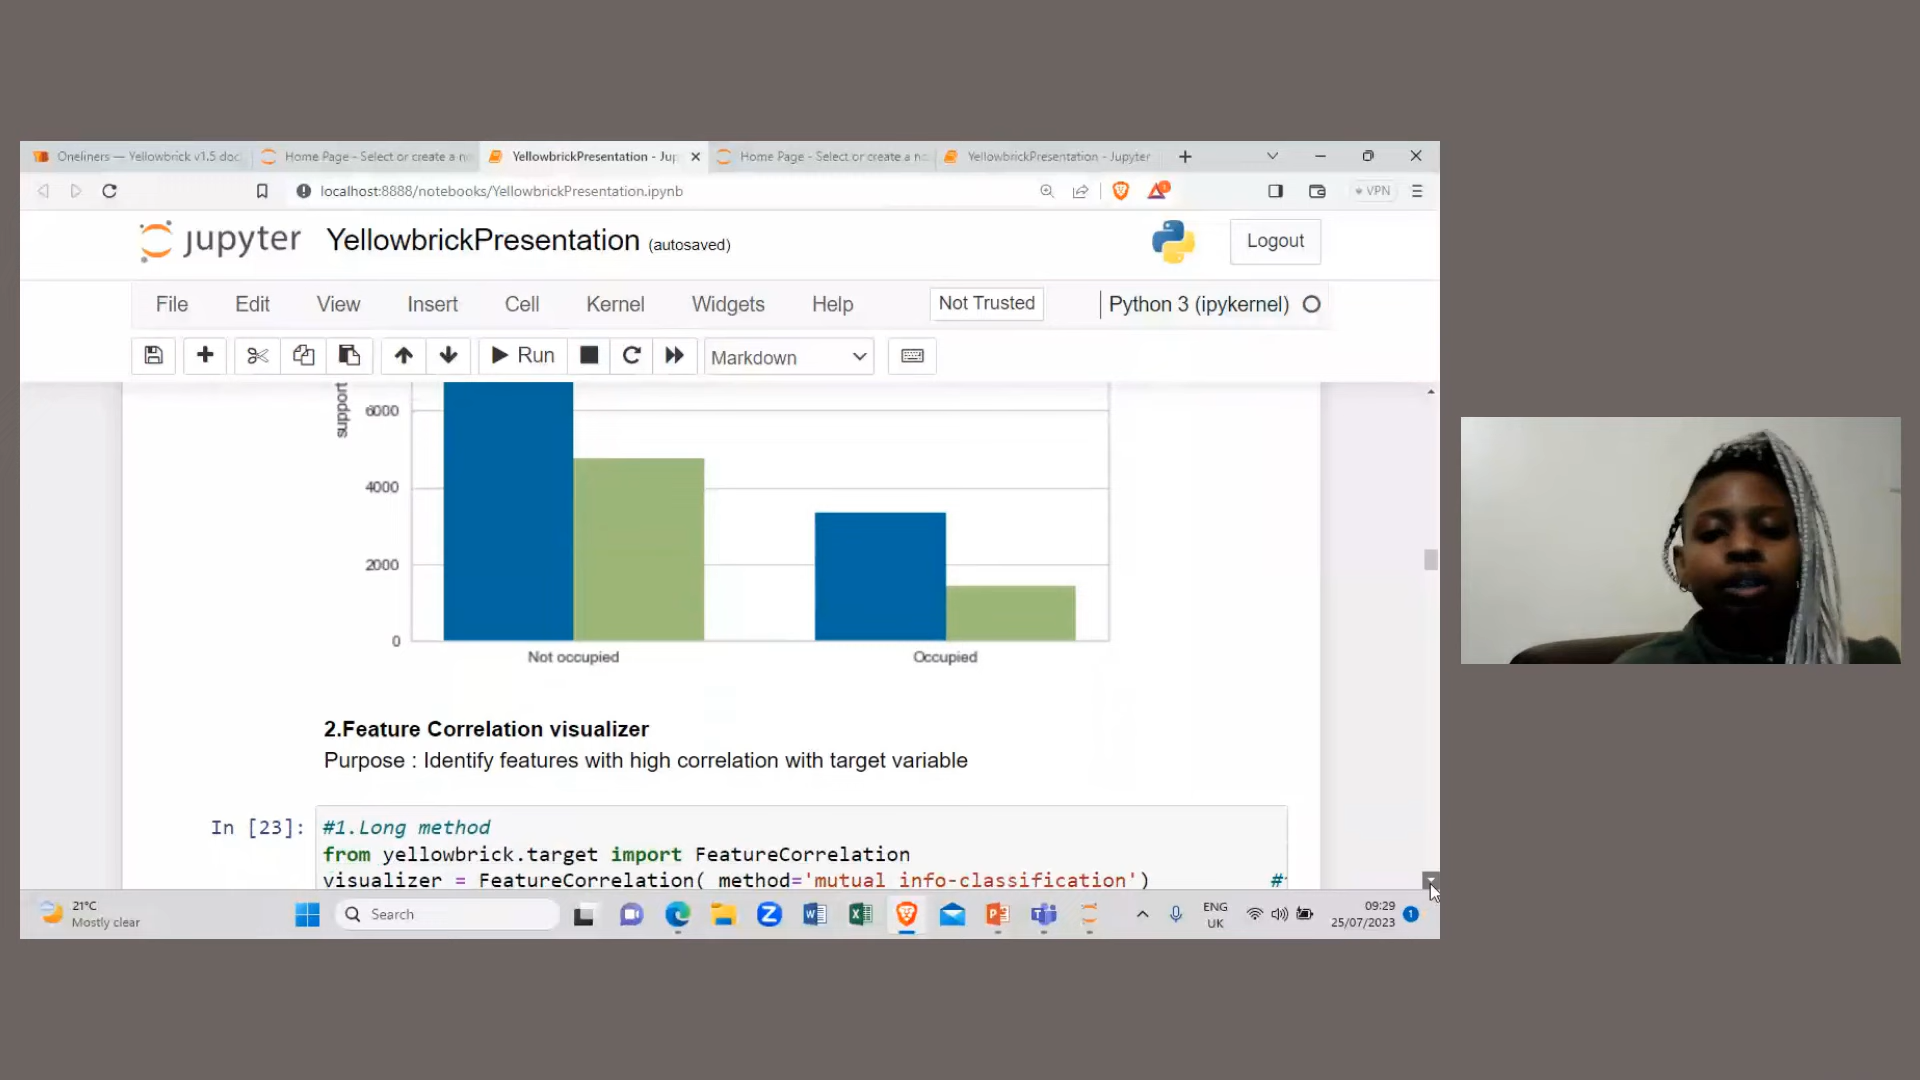 Oneliners — Yellowbrick v1.5 doc
Home Page - Select or create a n
YellowbrickPresentation - Jup
Home Page - Select or create a n
YellowbrickPresentation - Jupyter
localhost:8888/notebooks/YellowbrickPresentation.ipynb
VPN
jupyter YellowbrickPresentation (autosaved)
Logout
File Edit View Insert Cell Kernel Widgets Help
Not Trusted
Python 3 (ipykernel)
Run
Markdown
support
6000
4000
2000
0
Not occupied
Occupied
2.Feature Correlation visualizer
Purpose : Identify features with high correlation with target variable
In [23]:
#1.Long method
from yellowbrick.target import FeatureCorrelation
visualizer = FeatureCorrelation( method='mutual_info-classification') #
21°C
Mostly clear
Search
ENG
UK
09:29
25/07/2023
1